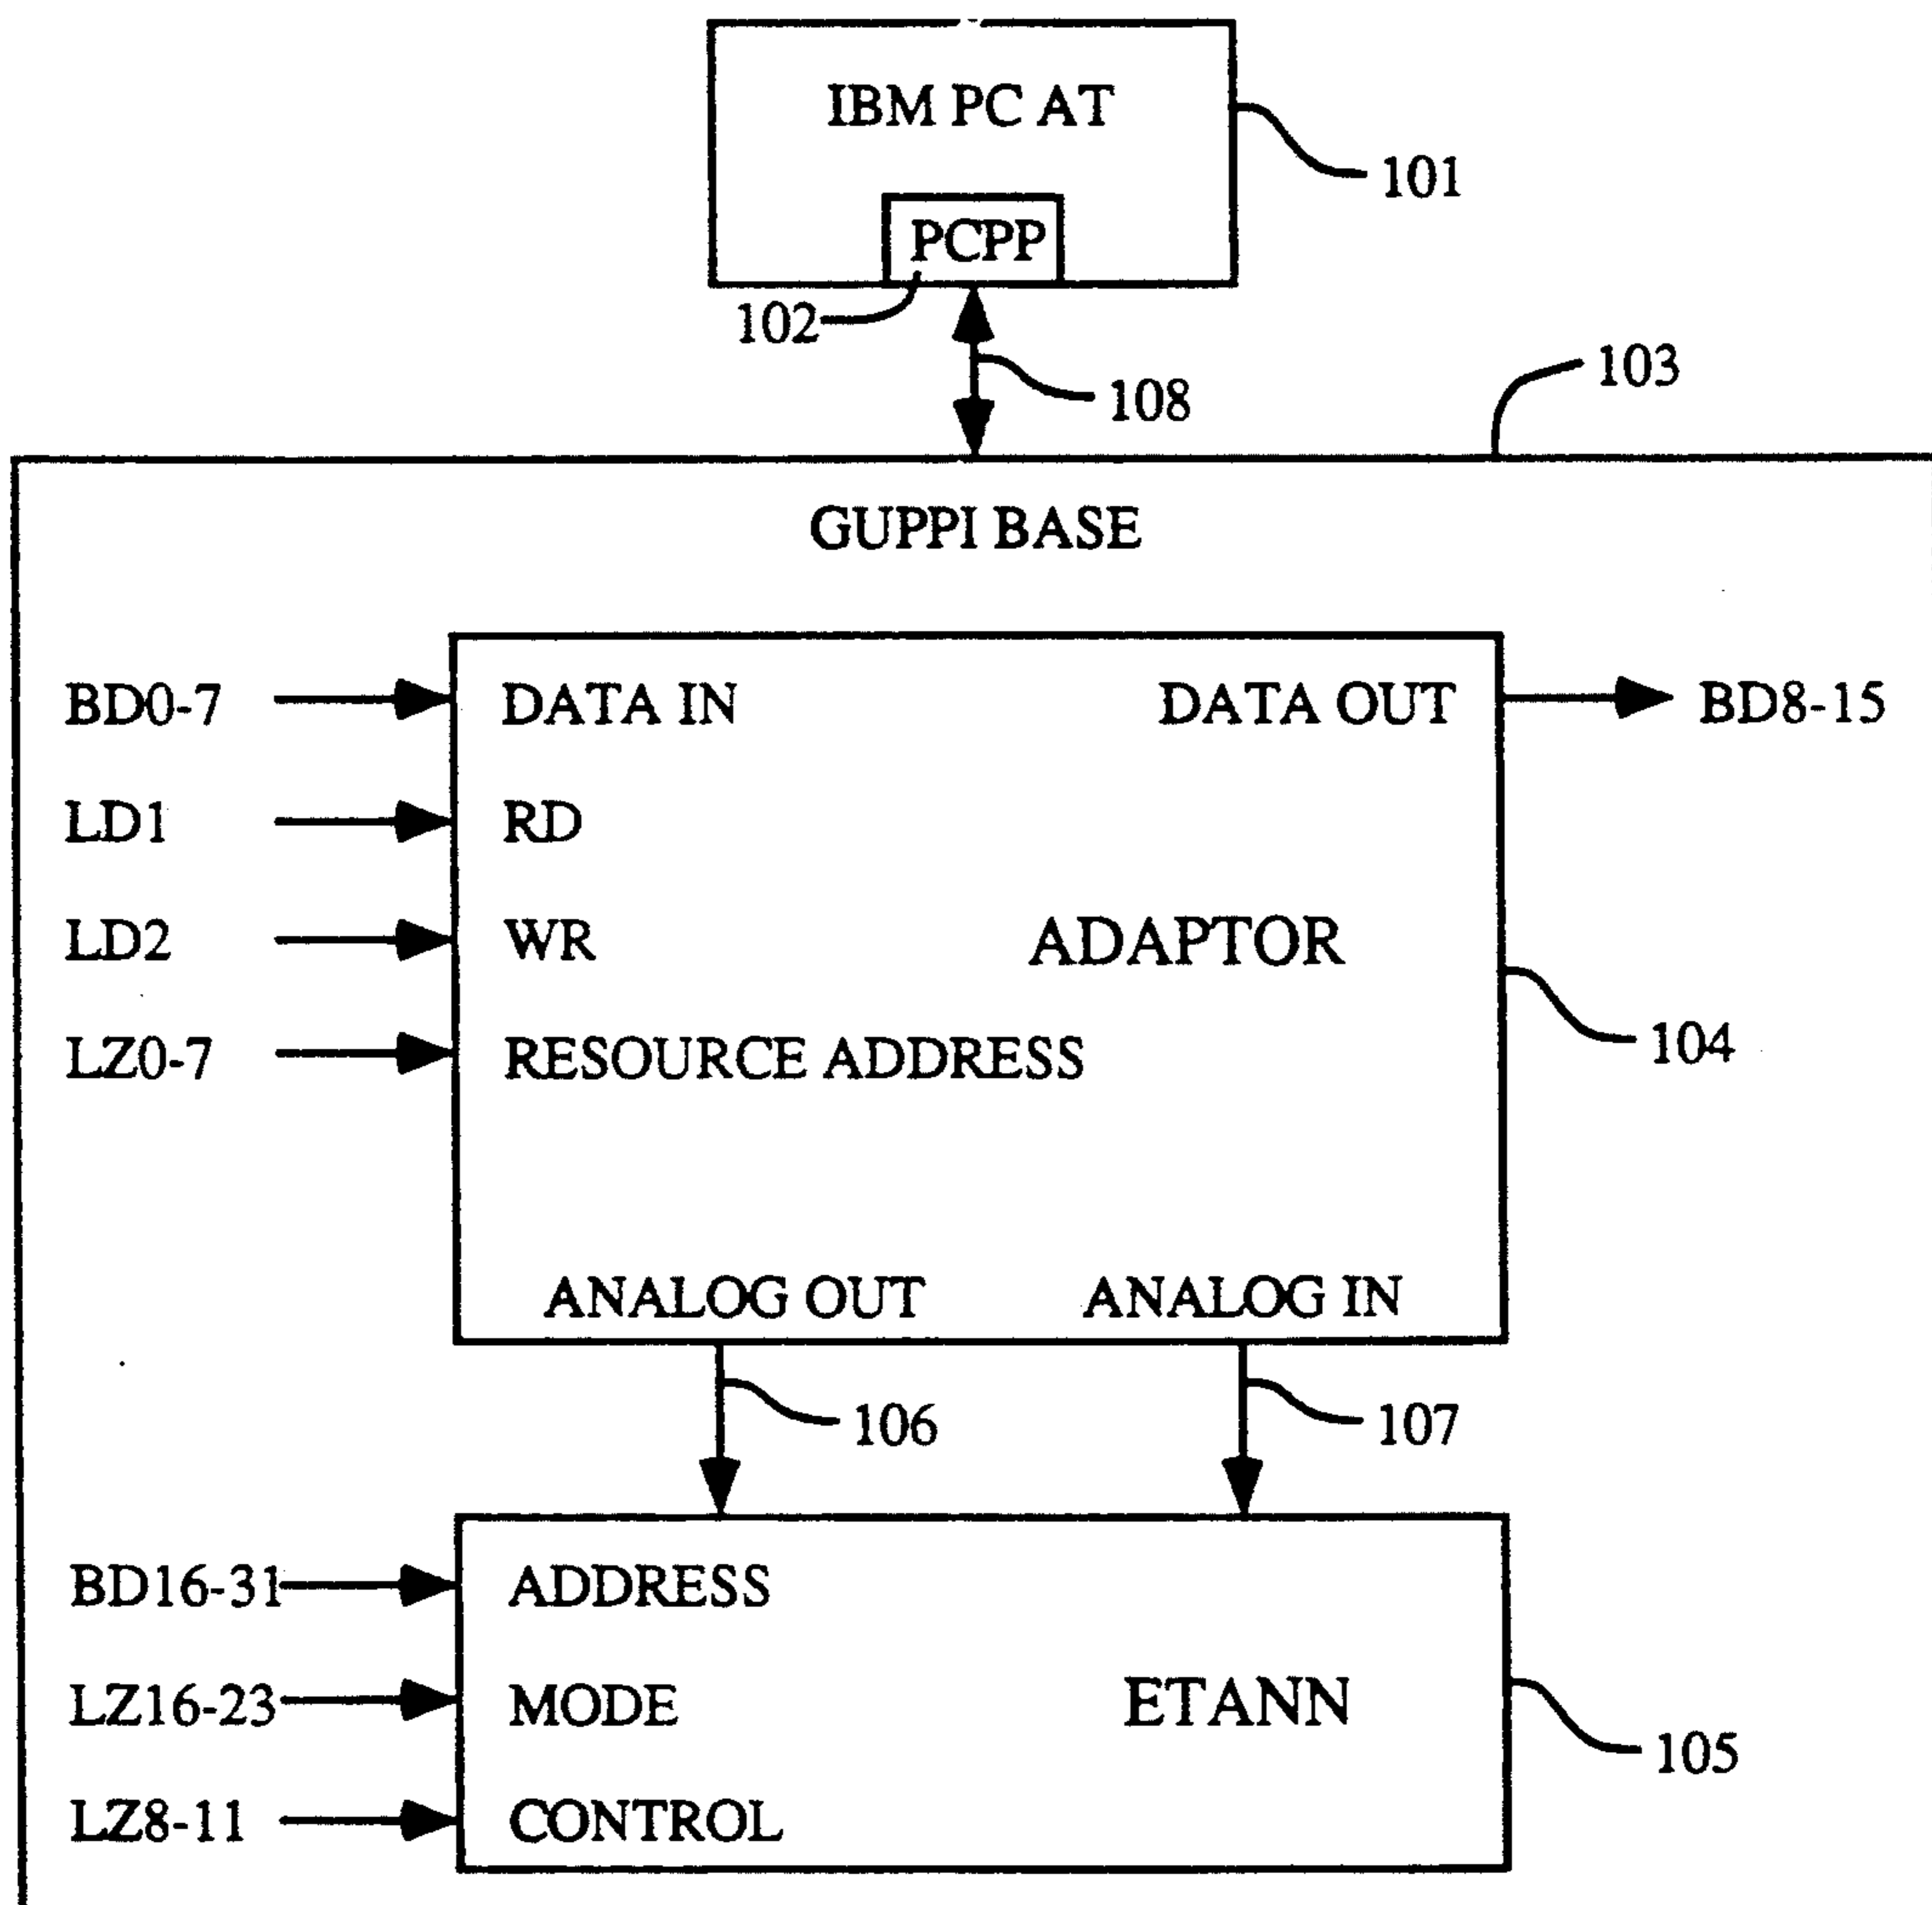 IBM PC AT
101
PCPP
102
108
103
GUPPI BASE
BD0-7
DATA IN
DATA OUT
BD8-15
LD1
RD
LD2
WR
ADAPTOR
104
LZ0-7
RESOURCE ADDRESS
ANALOG OUT
ANALOG IN
106
107
BD16-31
ADDRESS
LZ16-23
MODE
ETANN
105
LZ8-11
CONTROL